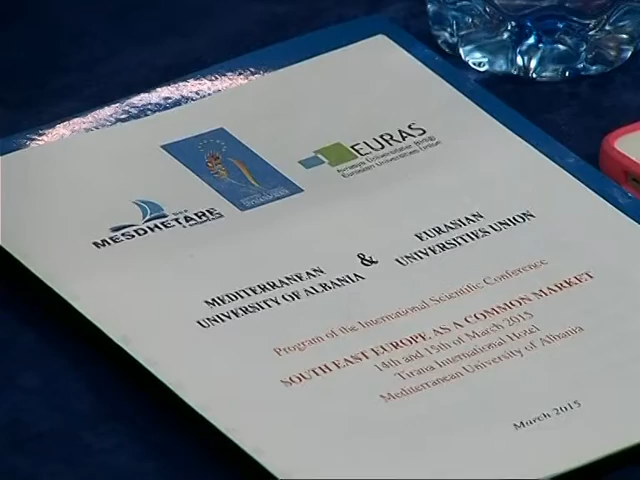 MESDHETARE
EURAS
Avrasya Üniversiteler Birliği
Eurasian Universities Union
MEDITERRANEAN
UNIVERSITY OF ALBANIA
&
EURASIAN
UNIVERSITIES UNION
Program of the International Scientific Conference
SOUTH EAST EUROPE AS A COMMON MARKET
14th and 15th of March 2015
Tirana International Hotel
Mediterranean University of Albania
March 2015